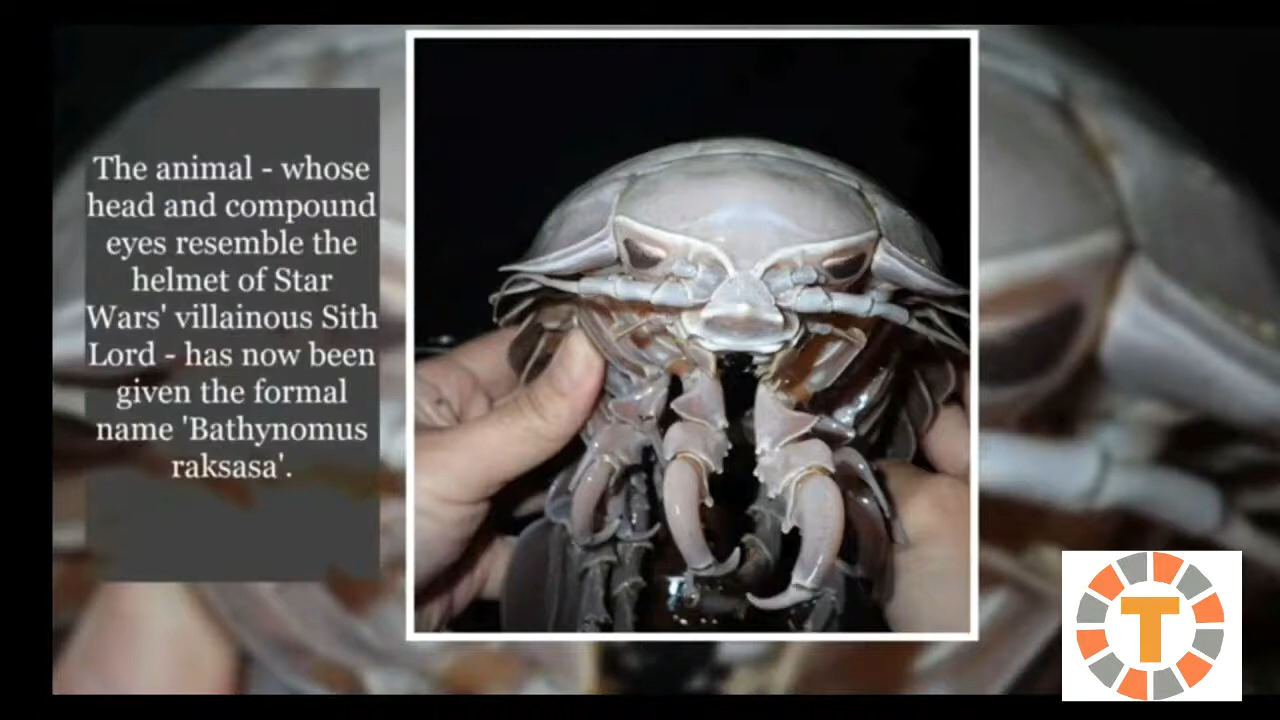 The animal - whose
head and compound
eyes resemble the
helmet of Star
Wars' villainous Sith
Lord - has now been
given the formal
name 'Bathynomus
raksasa'.
T